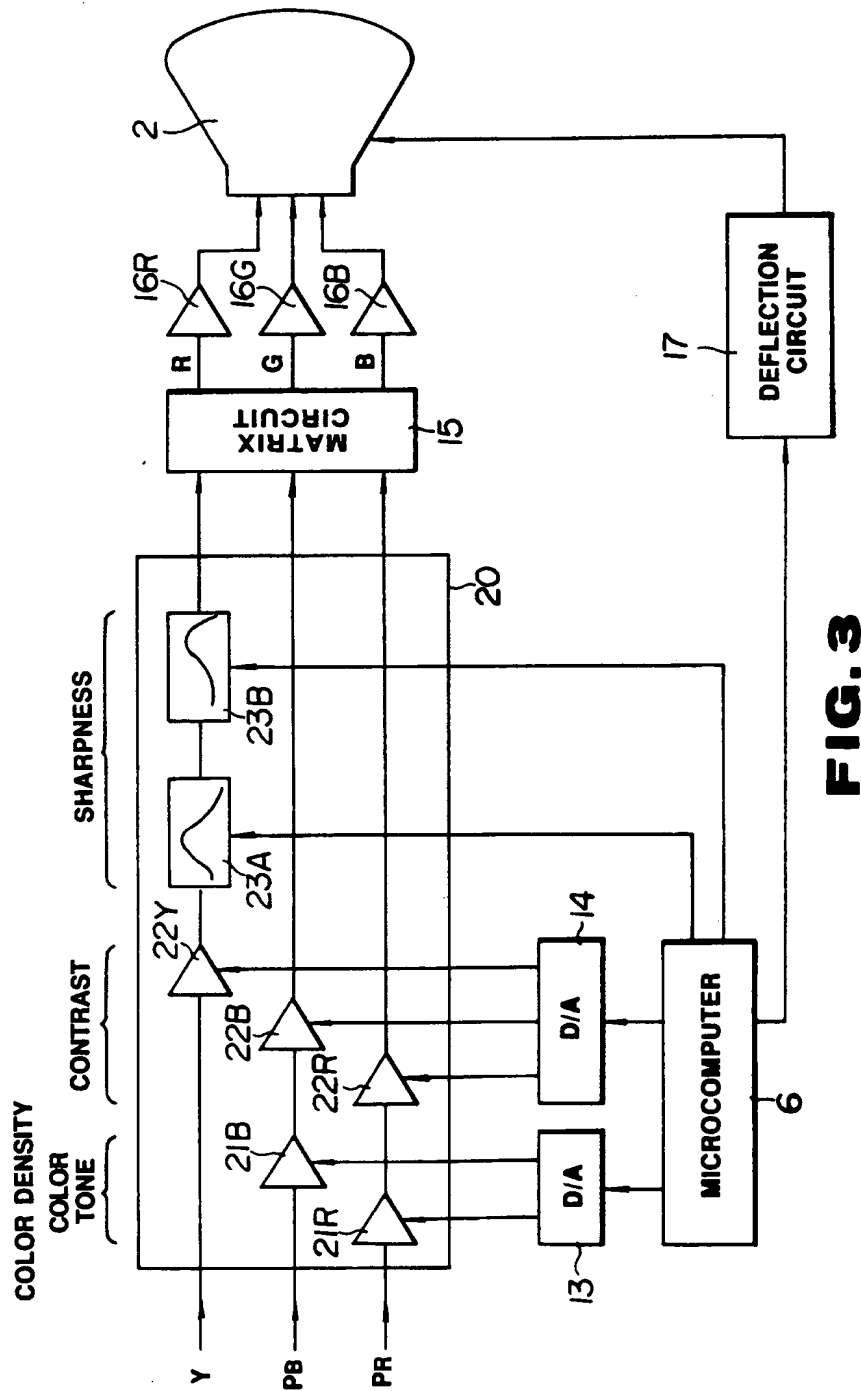 COLOR DENSITY
COLOR
TONE
CONTRAST
SHARPNESS
Y
PB
PR
21R
21B
22R
22B
22Y
23A
23B
20
MATRIX
CIRCUIT
15
R
G
B
16R
16G
16B
2
D/A
13
D/A
14
MICROCOMPUTER
6
DEFLECTION
CIRCUIT
17
FIG. 3